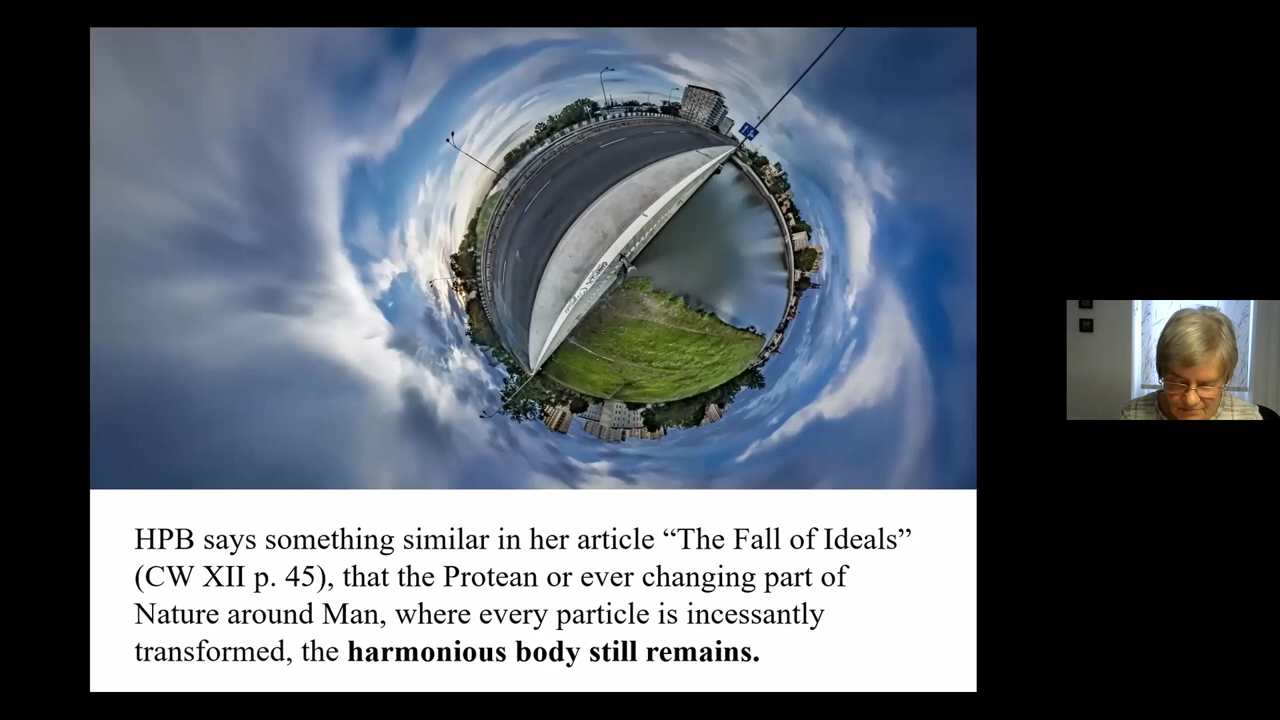 HPB says something similar in her article “The Fall of Ideals”
(CW XII p. 45), that the Protean or ever changing part of
Nature around Man, where every particle is incessantly
transformed, the harmonious body still remains.